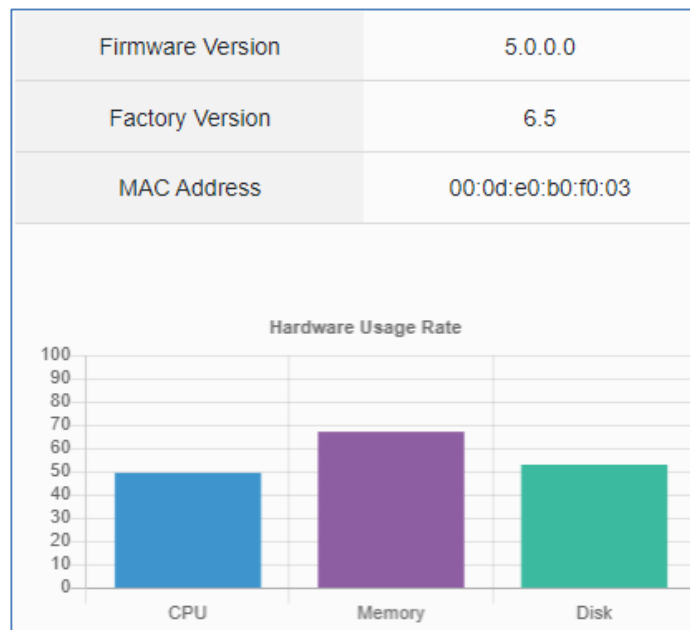 Firmware Version 5.0.0.0
Factory Version 6.5
MAC Address 00:0d:e0:b0:f0:03
Hardware Usage Rate
100
90
80
70
60
50
40
30
20
10
0
CPU Memory Disk